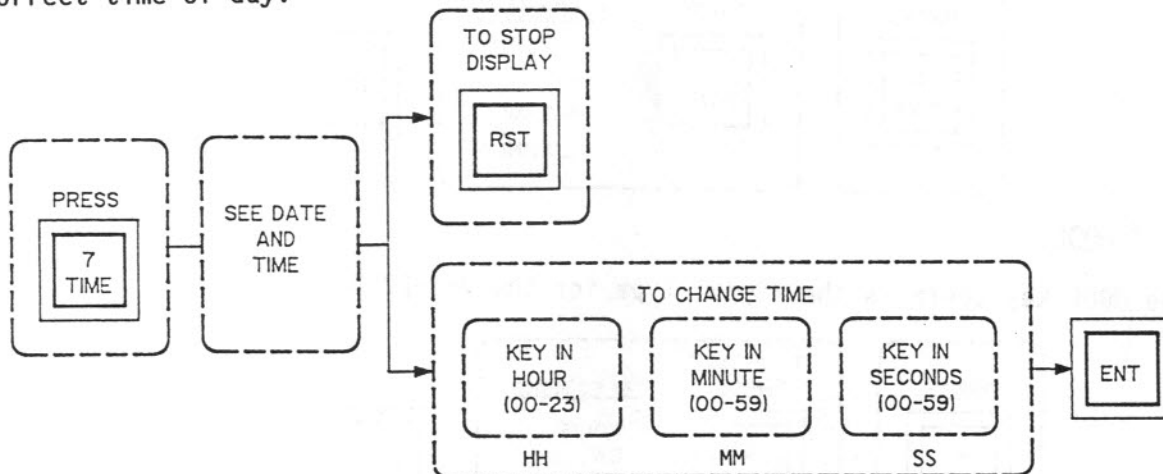 orrect time of day.
TO STOP
DISPLAY
RST
PRESS
7
TIME
SEE DATE
AND
TIME
TO CHANGE TIME
KEY IN
HOUR
(00-23)
KEY IN
MINUTE
(00-59)
KEY IN
SECONDS
(00-59)
ENT
HH
MM
SS